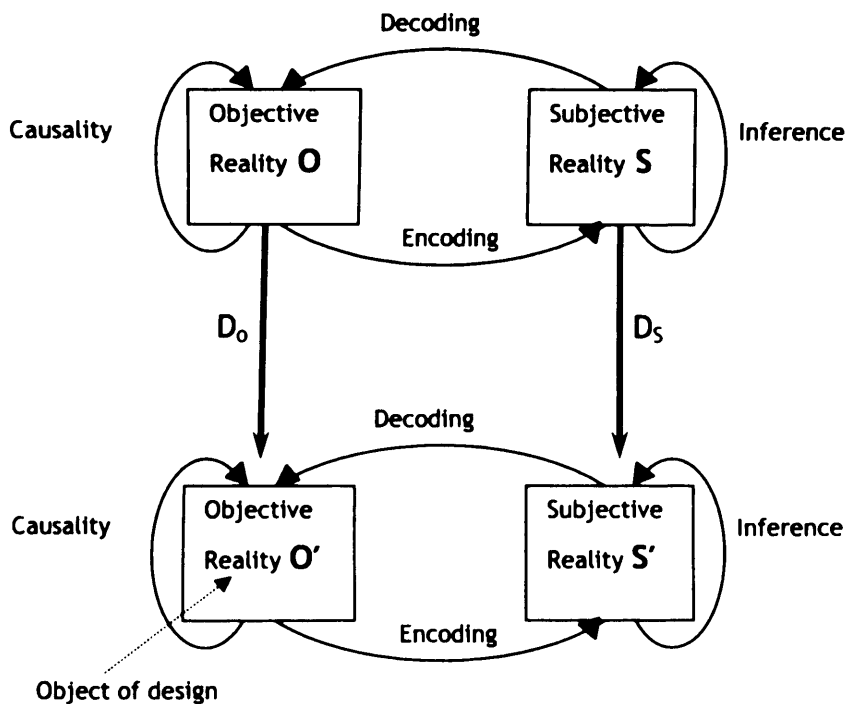 Decoding
Causality
Objective
Reality O
Subjective
Reality S
Inference
Encoding
Do
DS
Decoding
Causality
Objective
Reality O’
Subjective
Reality S’
Inference
Encoding
Object of design